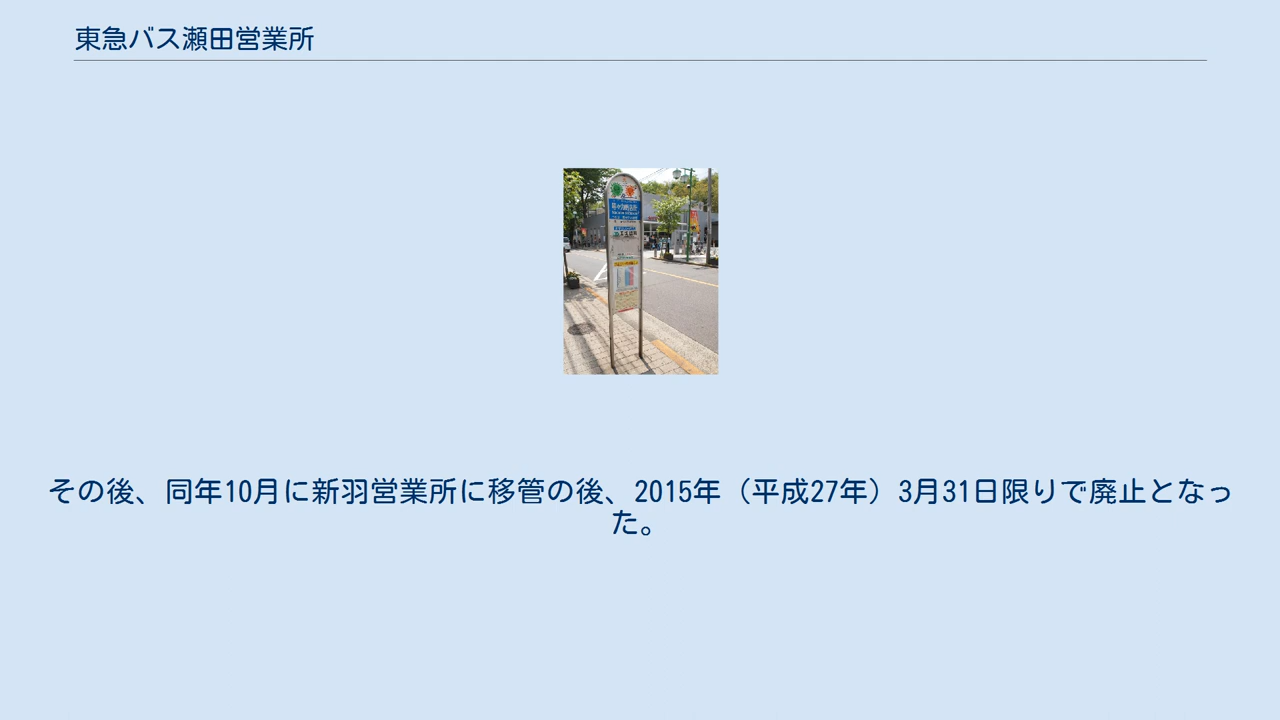 東急バス瀬田営業所
その後、同年10月に新羽営業所に移管の後、2015年（平成27年）3月31日限りで廃止となっ
た。